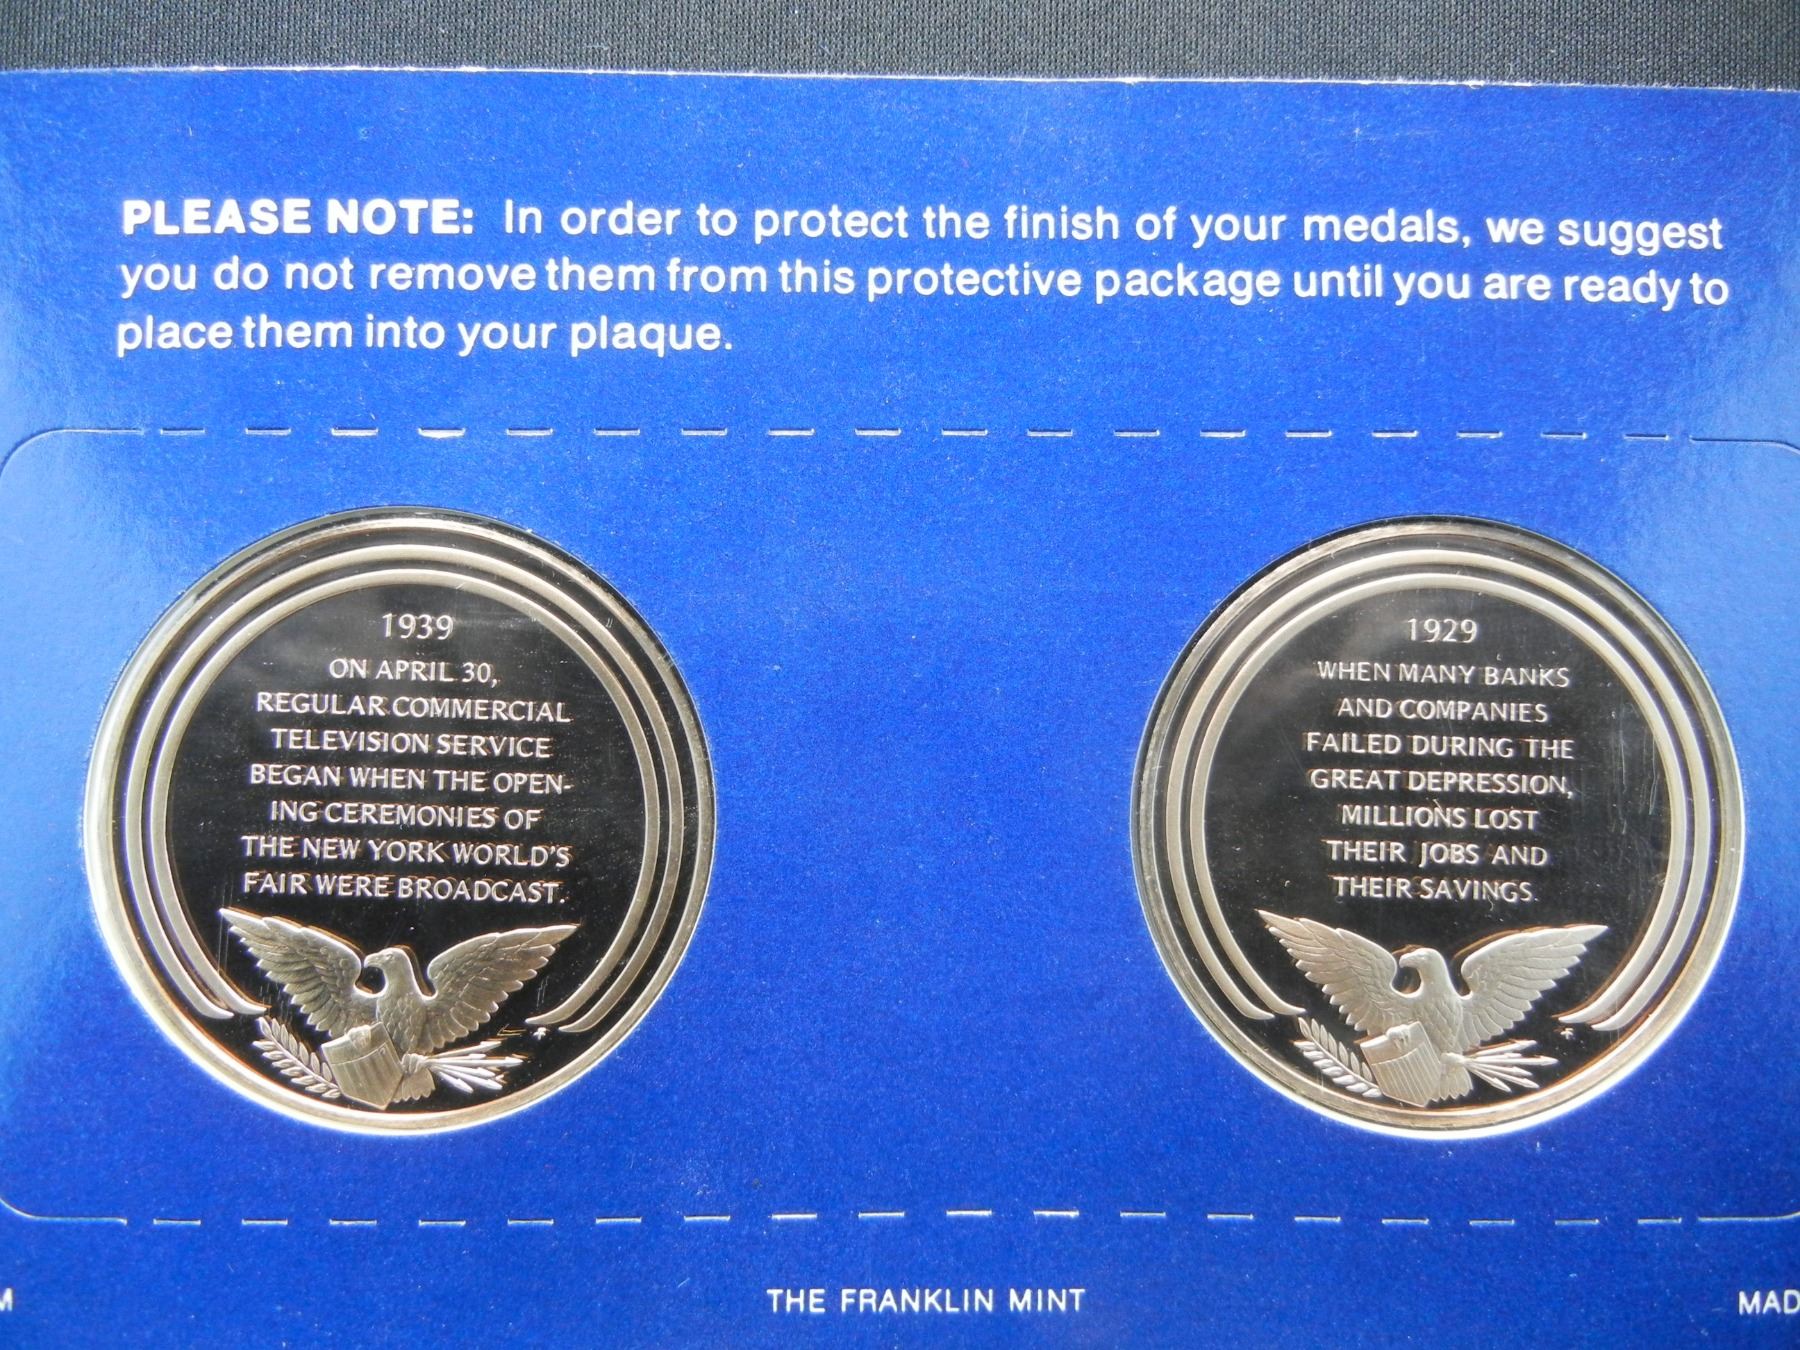 PLEASE NOTE: In order to protect the finish of your medals, we suggest
you do not remove them from this protective package until you are ready to
place them into your plaque.
1939
ON APRIL 30,
REGULAR COMMERCIAL
TELEVISION SERVICE
BEGAN WHEN THE OPEN-
ING CEREMONIES OF
THE NEW YORK WORLD'S
FAIR WERE BROADCAST.
1929
WHEN MANY BANKS
AND COMPANIES
FAILED DURING THE
GREAT DEPRESSION,
MILLIONS LOST
THEIR JOBS AND
THEIR SAVINGS.
THE FRANKLIN MINT
MAD